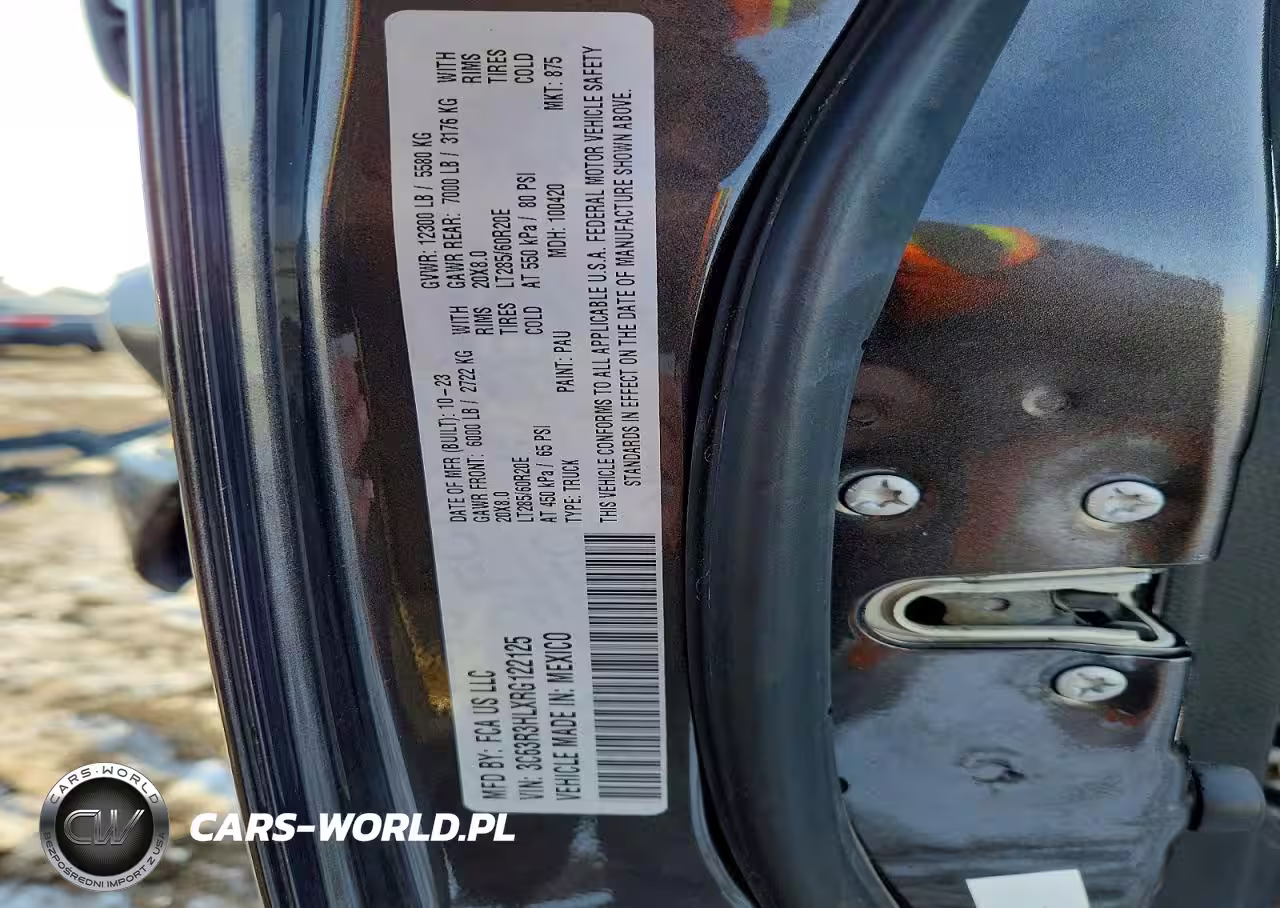 MFD BY: FCA US LLC
DATE OF MFR (BUILT): 10-23
GVWR: 12300 LB / 5580 KG
GAWR FRONT: 6000 LB / 2722 KG WITH
GAWR REAR: 7000 LB / 3176 KG WITH
20X8.0 RIMS
20X8.0 RIMS
LT285/60R20E TIRES
LT285/60R20E TIRES
AT 450 kPa / 65 PSI COLD
AT 550 kPa / 80 PSI COLD
VIN: 3C63R3HLXRG122125
TYPE: TRUCK PAINT: PAU MDH: 100420 MKT: 875
VEHICLE MADE IN: MEXICO
THIS VEHICLE CONFORMS TO ALL APPLICABLE U.S.A. FEDERAL MOTOR VEHICLE SAFETY
STANDARDS IN EFFECT ON THE DATE OF MANUFACTURE SHOWN ABOVE.
CARS-WORLD
CW
BEZPOŚREDNI IMPORT Z USA
CARS-WORLD.PL